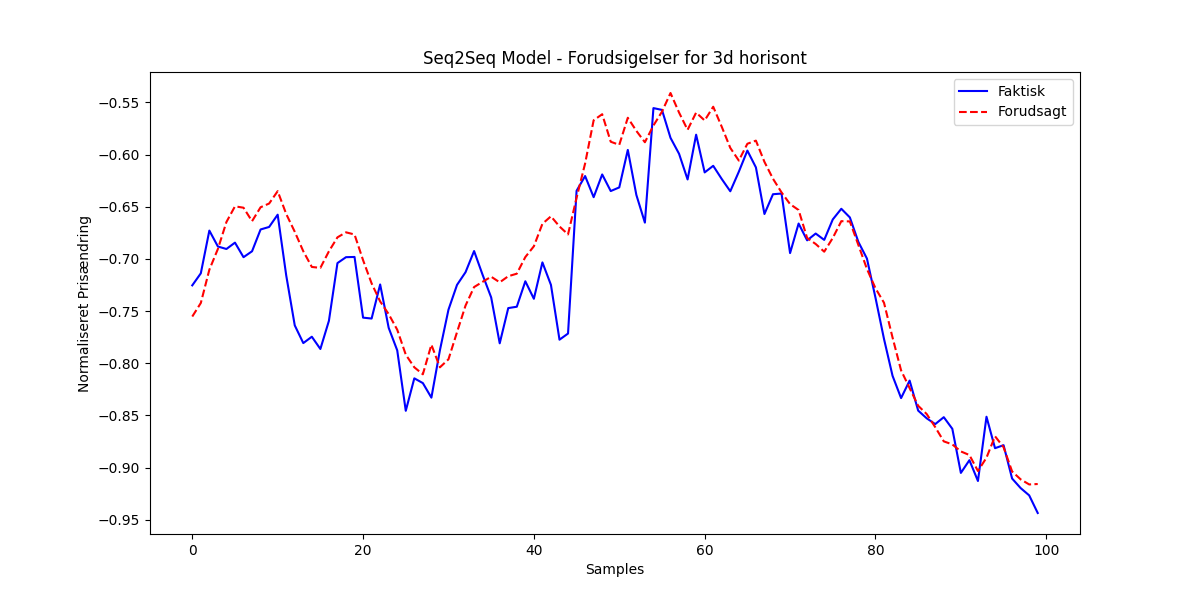 Seq2Seq Model - Forudsigelser for 3d horisont
Faktisk
Forudsagt
Normaliseret Prisændring
−0.55
−0.60
−0.65
−0.70
−0.75
−0.80
−0.85
−0.90
−0.95
0 20 40 60 80 100
Samples